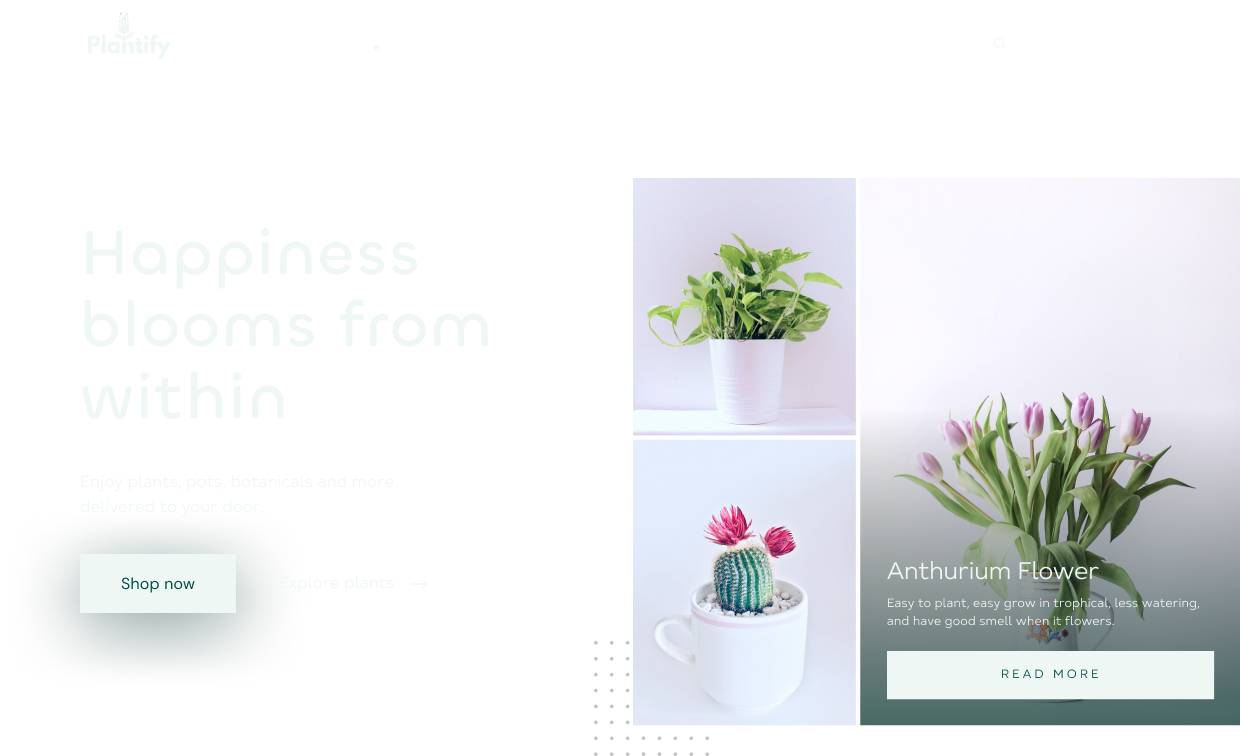 Plantify
Happiness
blooms from
within
Enjoy plants, pots, botanicals and more
delivered to your door.
Shop now
Explore plants →
Anthurium Flower
Easy to plant, easy grow in trophical, less watering,
and have good smell when it flowers.
READ MORE